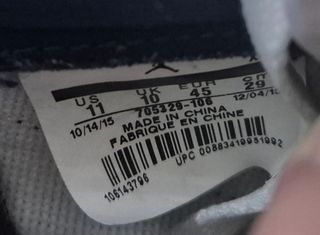 US UK EUR CM
11 10 45 29
10/14/15 705329-106 12/04/15
MADE IN CHINA
FABRIQUE EN CHINE
106143796
UPC 00883419951992